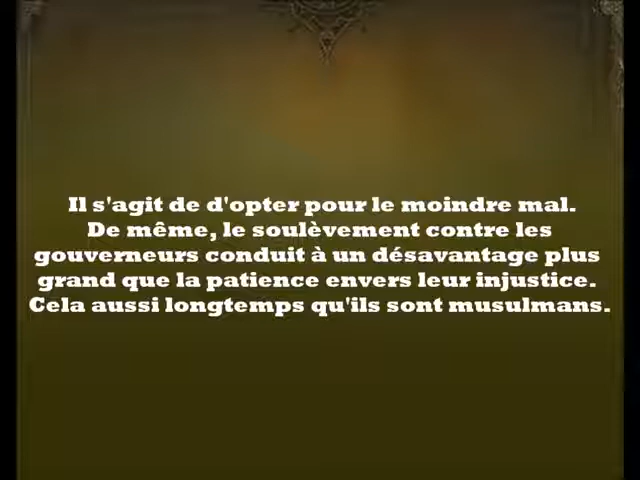 Il s'agit de d'opter pour le moindre mal.
De même, le soulèvement contre les
gouverneurs conduit à un désavantage plus
grand que la patience envers leur injustice.
Cela aussi longtemps qu'ils sont musulmans.